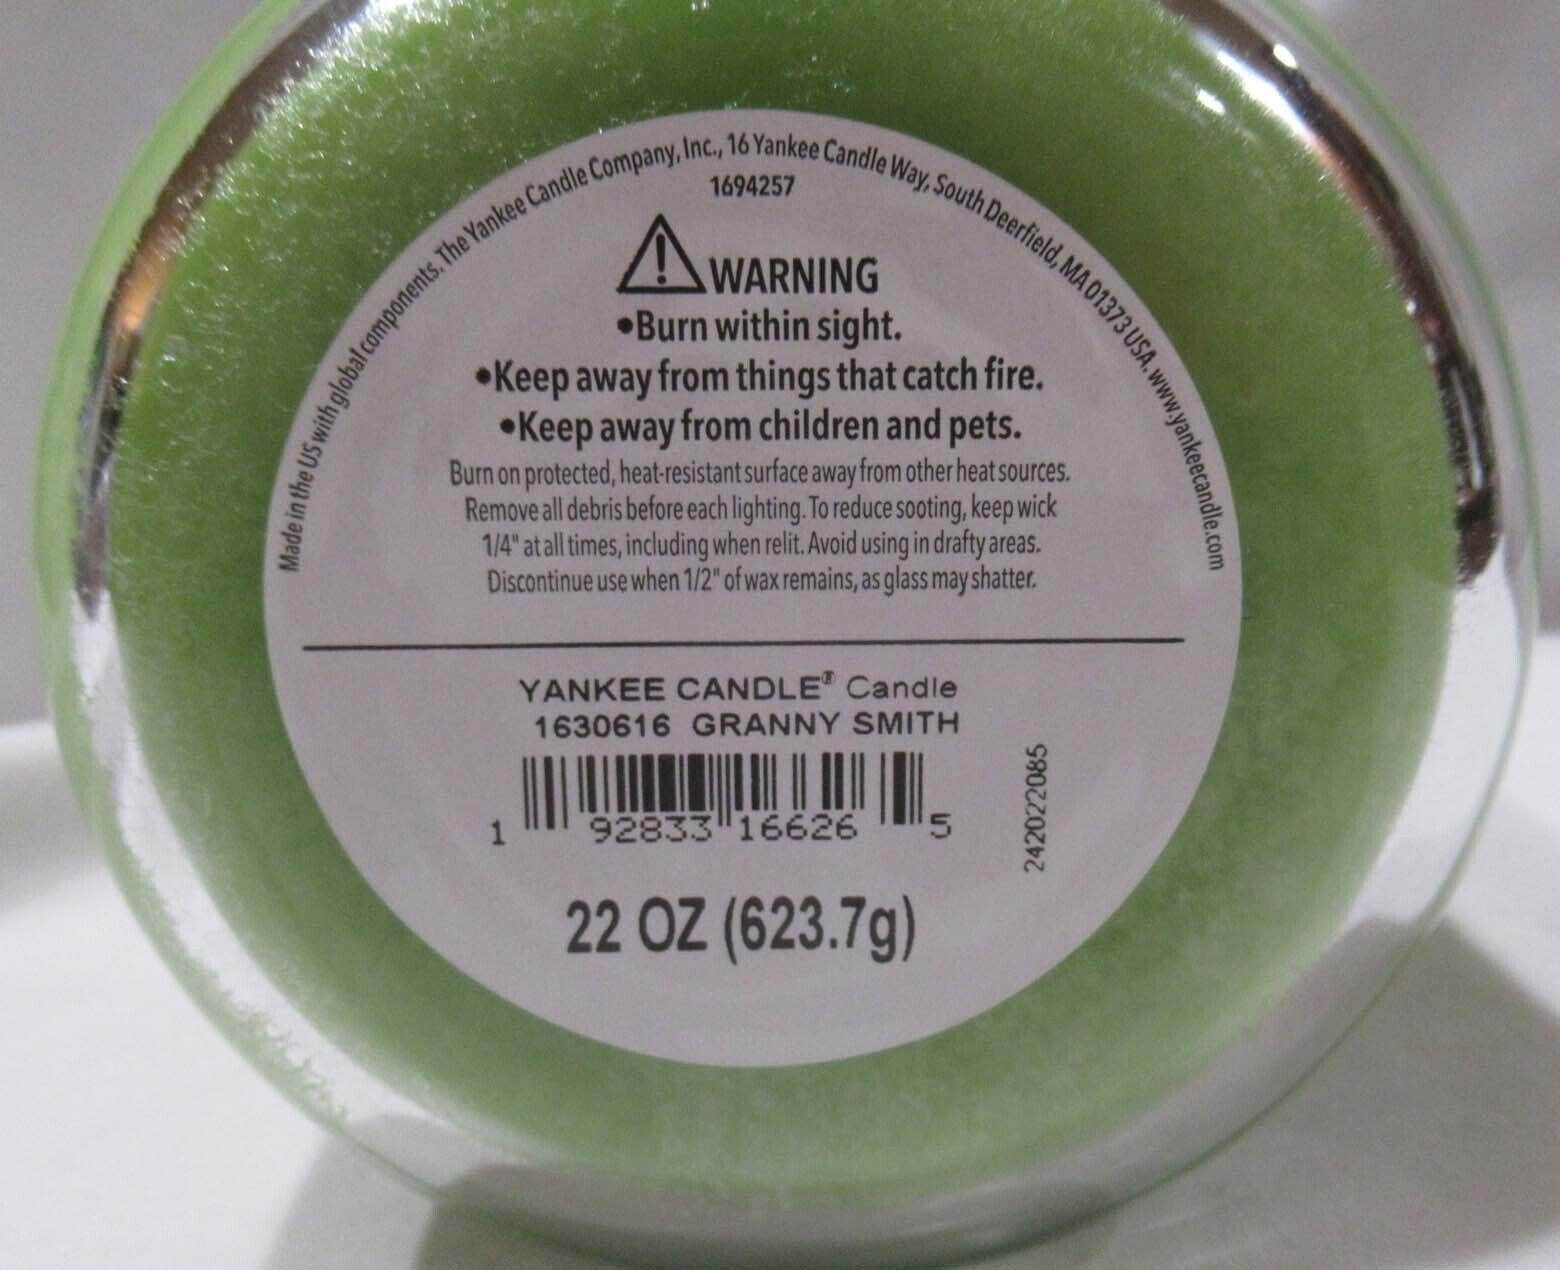 Made in the US with global components. The Yankee Candle Company, Inc., 16 Yankee Candle Way, South Deerfield, MA 01373 USA. www.yankeecandle.com
1694257
WARNING
•Burn within sight.
•Keep away from things that catch fire.
•Keep away from children and pets.
Burn on protected, heat-resistant surface away from other heat sources.
Remove all debris before each lighting. To reduce sooting, keep wick
1/4" at all times, including when relit. Avoid using in drafty areas.
Discontinue use when 1/2" of wax remains, as glass may shatter.
YANKEE CANDLE® Candle
1630616 GRANNY SMITH
1 92833 16626 5
242022085
22 OZ (623.7g)